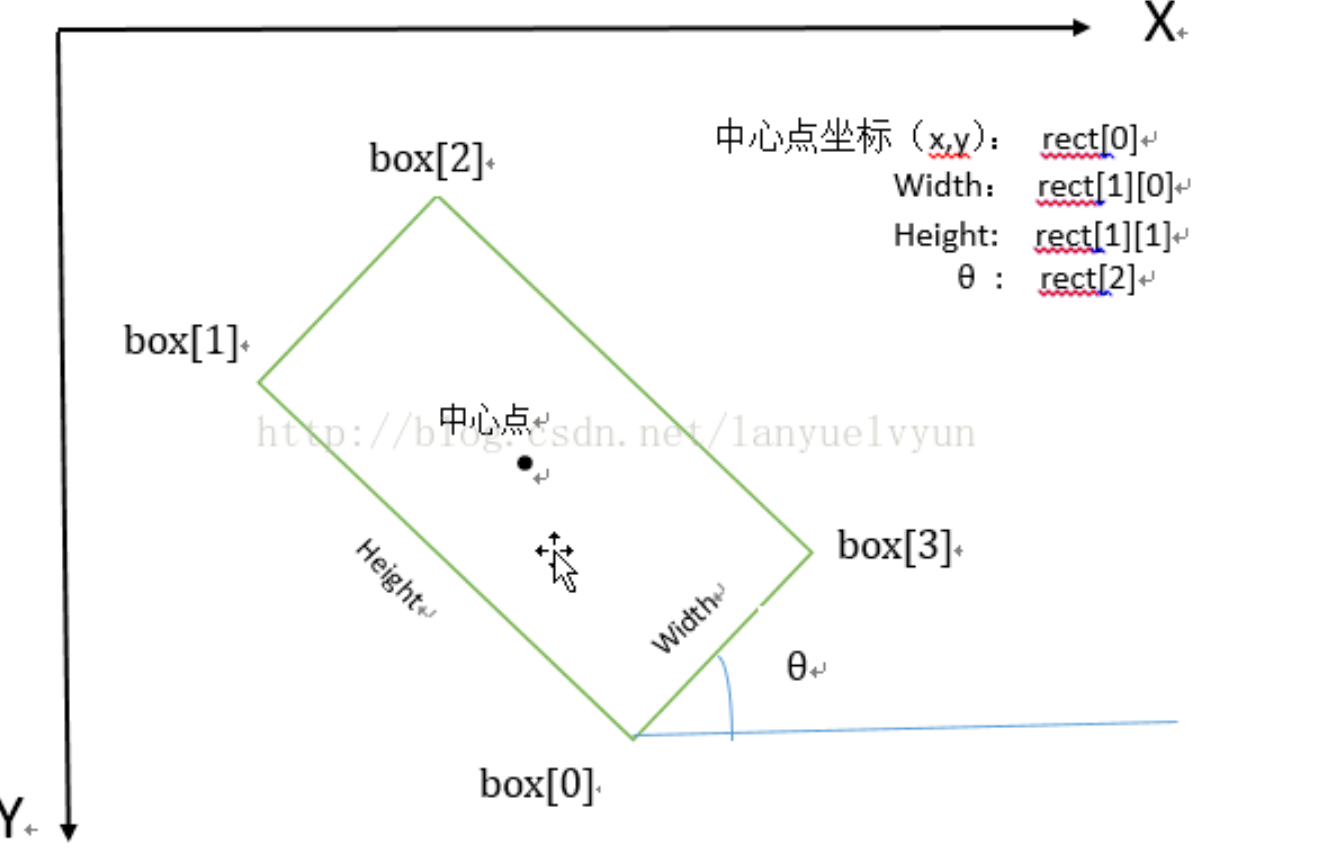 X
中心点坐标（x,y）： rect[0]
Width： rect[1][0]
Height: rect[1][1]
θ ： rect[2]
box[2]
box[1]
中心点
http://blog.csdn.net/lanyuelvyun
box[3]
Height
Width
θ
box[0]
Y